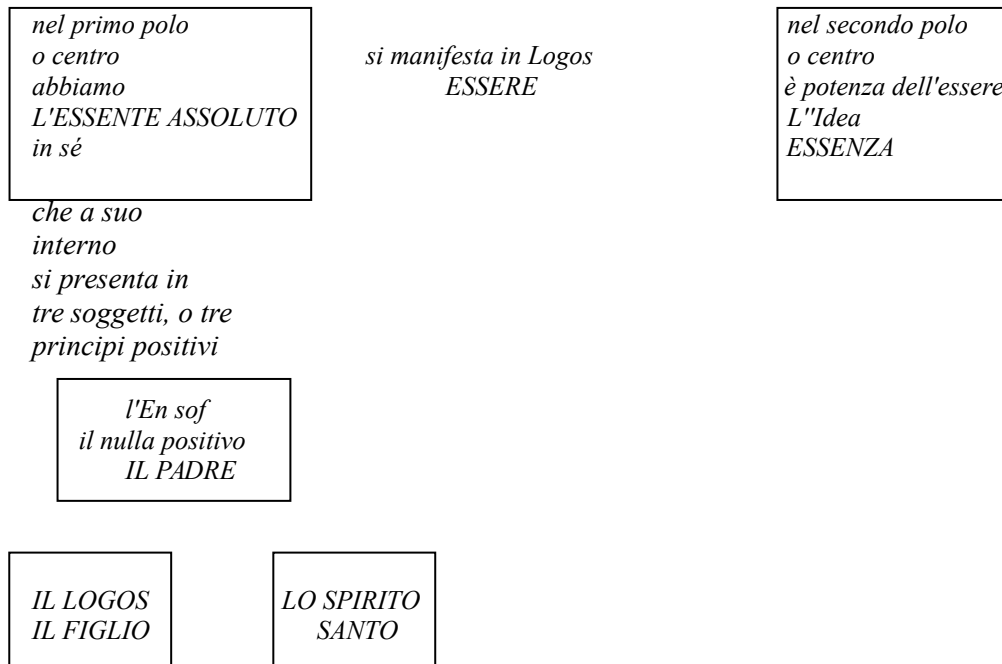 nel primo polo
o centro
abbiamo
L'ESSENTE ASSOLUTO
in sé
si manifesta in Logos
ESSERE
nel secondo polo
o centro
è potenza dell'essere
L''Idea
ESSENZA
che a suo
interno
si presenta in
tre soggetti, o tre
principi positivi
l'En sof
il nulla positivo
IL PADRE
IL LOGOS
IL FIGLIO
LO SPIRITO
SANTO